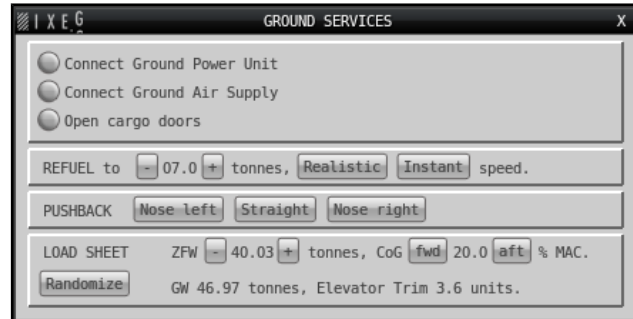 IXEG GROUND SERVICES X
Connect Ground Power Unit
Connect Ground Air Supply
Open cargo doors
REFUEL to - 07.0 + tonnes, Realistic Instant speed.
PUSHBACK Nose left Straight Nose right
LOAD SHEET ZFW - 40.03 + tonnes, CoG fwd 20.0 aft % MAC.
Randomize GW 46.97 tonnes, Elevator Trim 3.6 units.